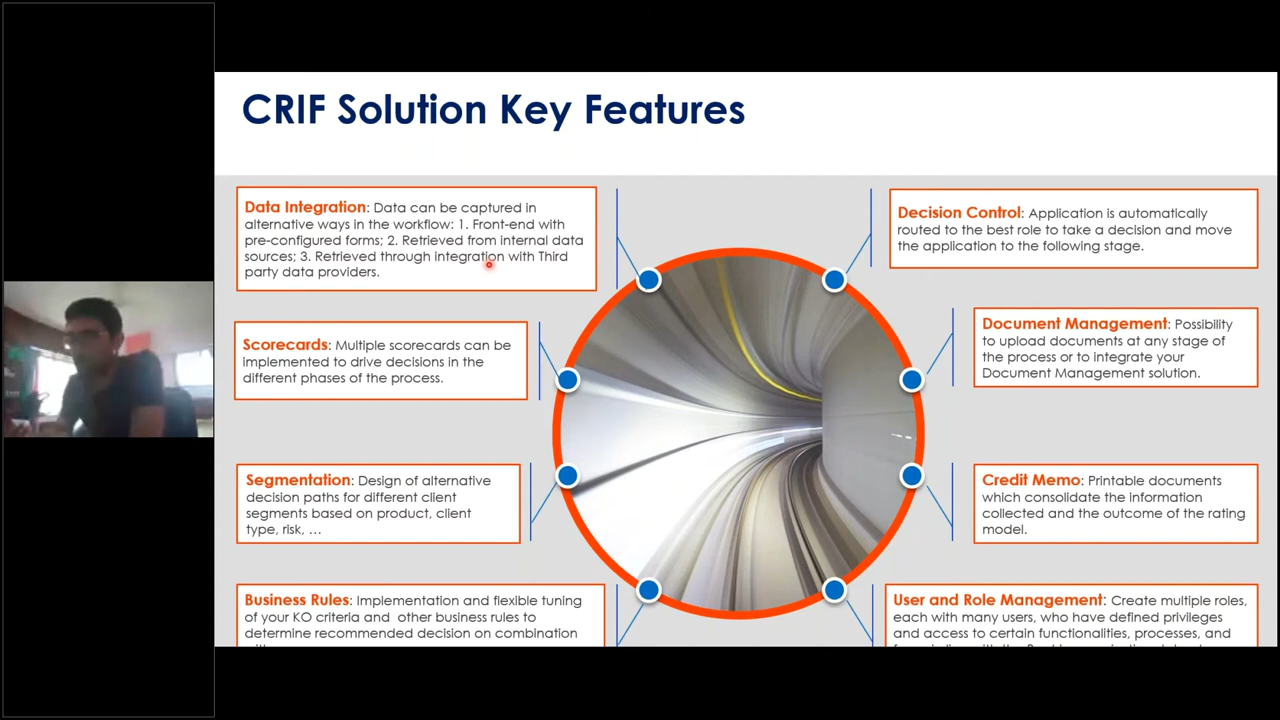 CRIF Solution Key Features
Data Integration: Data can be captured in
alternative ways in the workflow: 1. Front-end with
pre-configured forms; 2. Retrieved from internal data
sources; 3. Retrieved through integration with Third
party data providers.
Scorecards: Multiple scorecards can be
implemented to drive decisions in the
different phases of the process.
Segmentation: Design of alternative
decision paths for different client
segments based on product, client
type, risk, …
Business Rules: Implementation and flexible tuning
of your KO criteria and other business rules to
determine recommended decision on combination
Decision Control: Application is automatically
routed to the best role to take a decision and move
the application to the following stage.
Document Management: Possibility
to upload documents at any stage of
the process or to integrate your
Document Management solution.
Credit Memo: Printable documents
which consolidate the information
collected and the outcome of the rating
model.
User and Role Management: Create multiple roles,
each with many users, who have defined privileges
and access to certain functionalities, processes, and